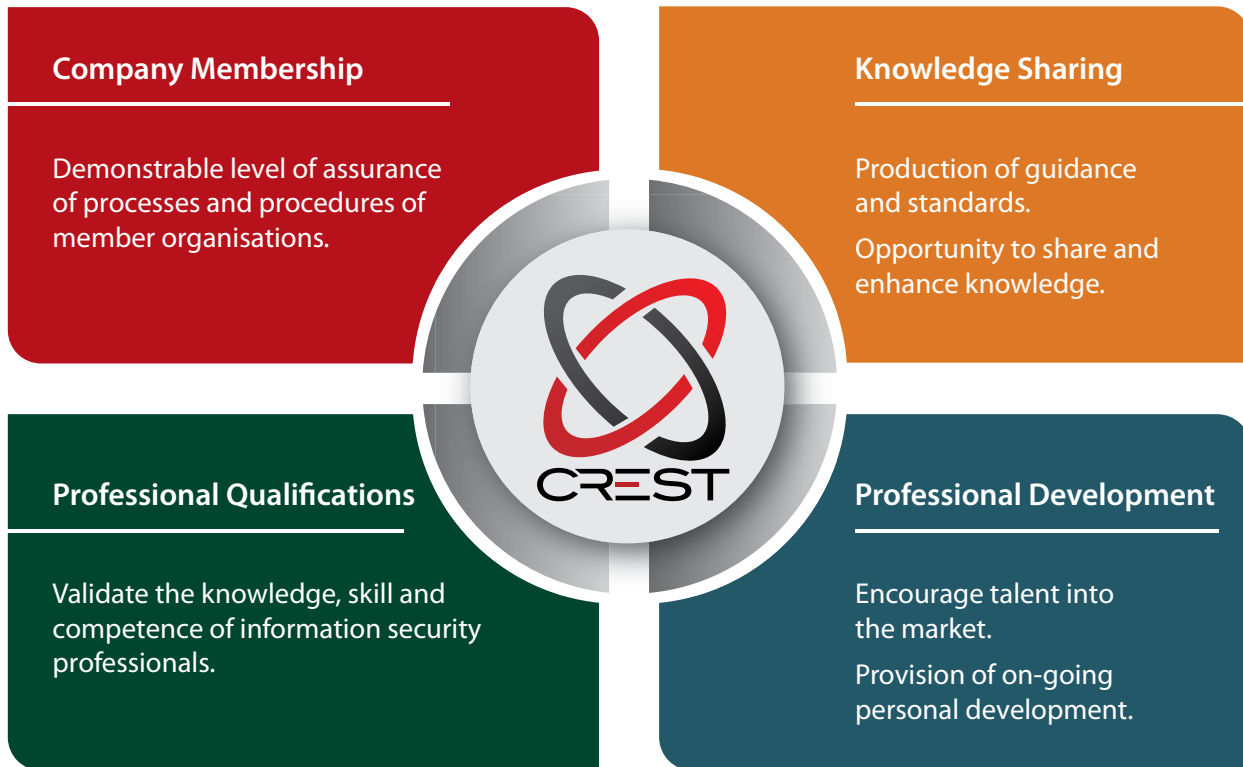 Company Membership
Demonstrable level of assurance
of processes and procedures of
member organisations.
Knowledge Sharing
Production of guidance
and standards.
Opportunity to share and
enhance knowledge.
CREST
Professional Qualifications
Validate the knowledge, skill and
competence of information security
professionals.
Professional Development
Encourage talent into
the market.
Provision of on-going
personal development.